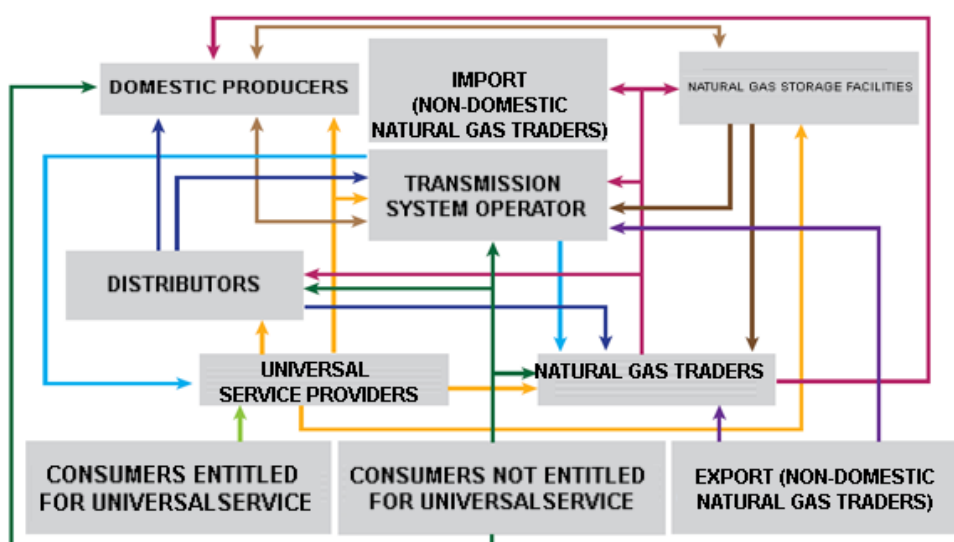 DOMESTIC PRODUCERS
IMPORT
(NON-DOMESTIC
NATURAL GAS TRADERS)
NATURAL GAS STORAGE FACILITIES
TRANSMISSION
SYSTEM OPERATOR
DISTRIBUTORS
UNIVERSAL
SERVICE PROVIDERS
NATURAL GAS TRADERS
CONSUMERS ENTITLED
FOR UNIVERSALSERVICE
CONSUMERS NOT ENTITLED
FOR UNIVERSALSERVICE
EXPORT (NON-DOMESTIC
NATURAL GAS TRADERS)